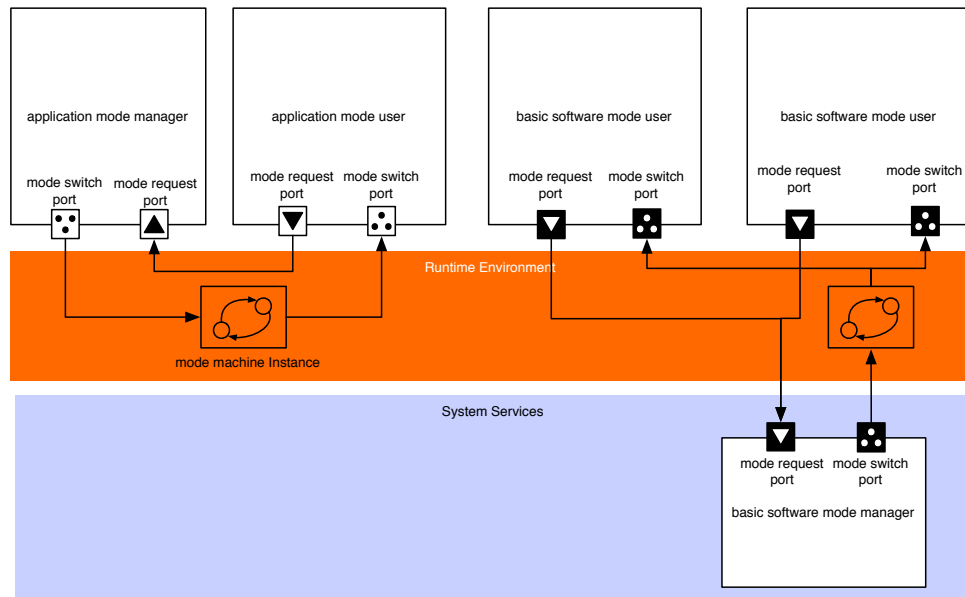 application mode manager
application mode user
basic software mode user
basic software mode user
mode switch
port
mode request
port
mode request
port
mode switch
port
mode request
port
mode switch
port
mode request
port
mode switch
port
Runtime Environment
mode machine Instance
System Services
mode request
port
mode switch
port
basic software mode manager